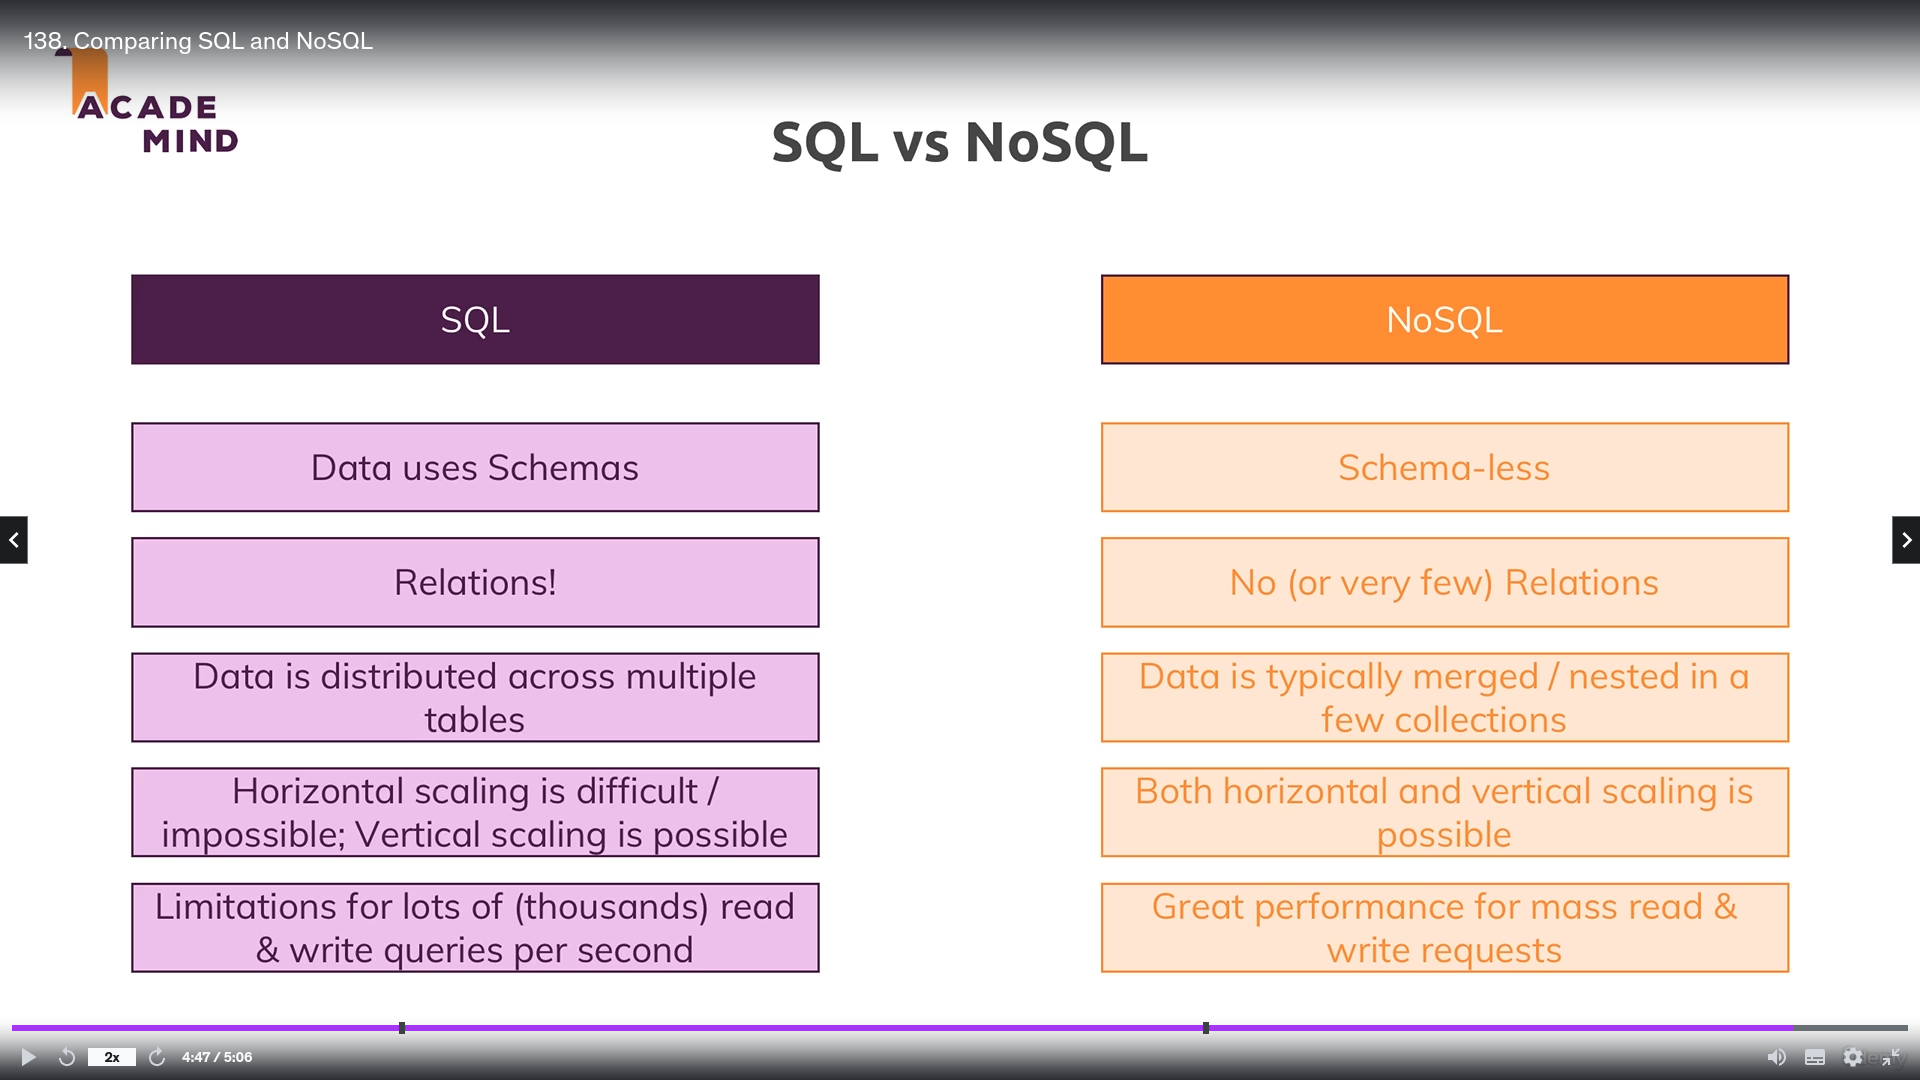 138. Comparing SQL and NoSQL
ACADE
MIND
SQL vs NoSQL
SQL
NoSQL
Data uses Schemas
Schema-less
Relations!
No (or very few) Relations
Data is distributed across multiple
tables
Data is typically merged / nested in a
few collections
Horizontal scaling is difficult /
impossible; Vertical scaling is possible
Both horizontal and vertical scaling is
possible
Limitations for lots of (thousands) read
& write queries per second
Great performance for mass read &
write requests
2x
4:47 / 5:06